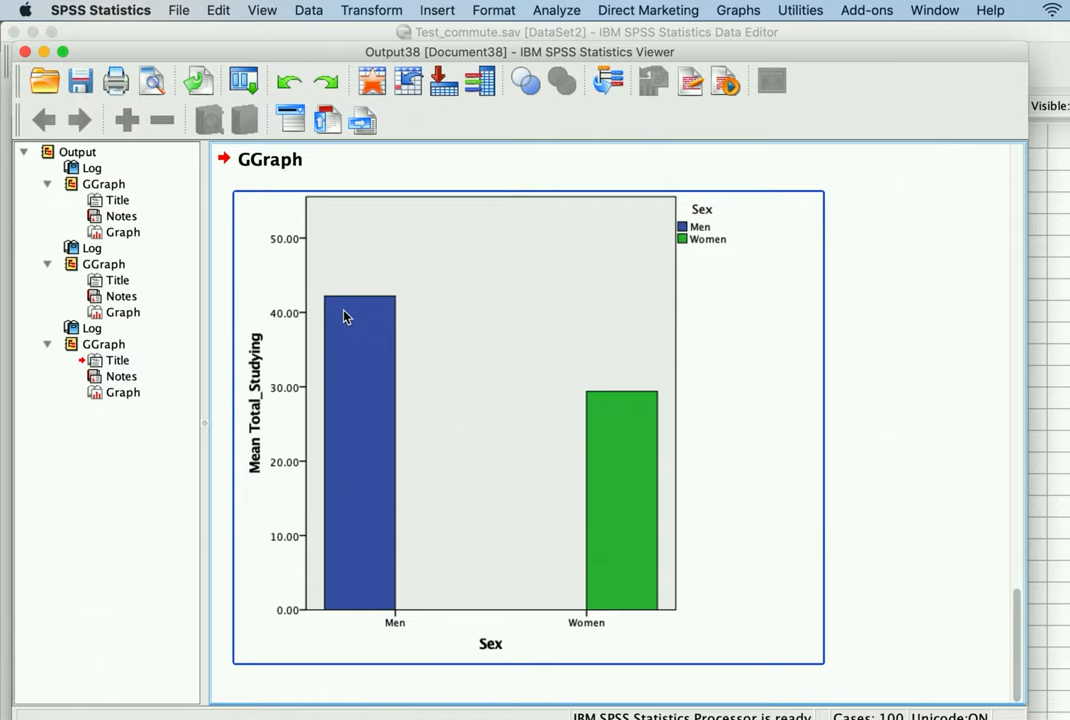 SPSS Statistics File Edit View Data Transform Insert Format Analyze Direct Marketing Graphs Utilities Add-ons Window Help
Test_commute.sav [DataSet2] - IBM SPSS Statistics Data Editor
Output38 [Document38] - IBM SPSS Statistics Viewer
Visible:
Output
Log
GGraph
Title
Notes
Graph
Log
GGraph
Title
Notes
Graph
Log
GGraph
Title
Notes
Graph
GGraph
Sex
Men
Women
50.00
40.00
30.00
20.00
10.00
0.00
Mean Total_Studying
Men Women
Sex
IBM SPSS Statistics Processor is ready Cases: 100 Unicode:ON